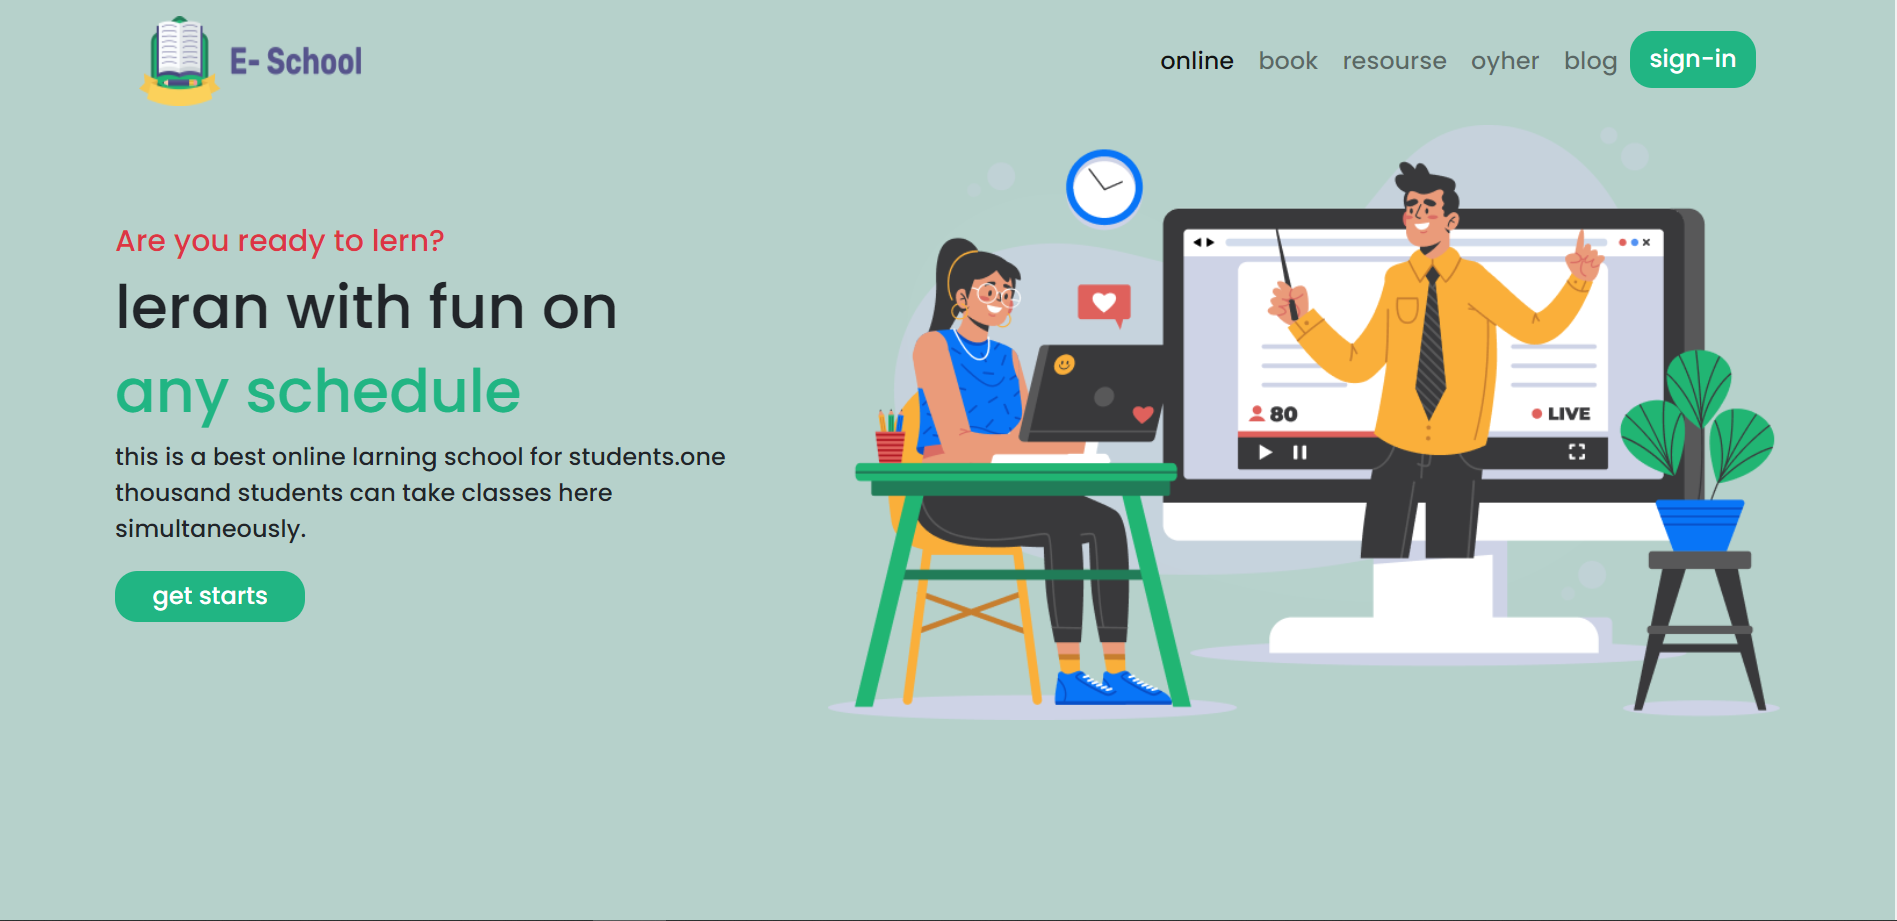 E- School
online book resourse oyher blog sign-in
Are you ready to lern?
leran with fun on
any schedule
this is a best online larning school for students.one
thousand students can take classes here
simultaneously.
get starts
80
LIVE